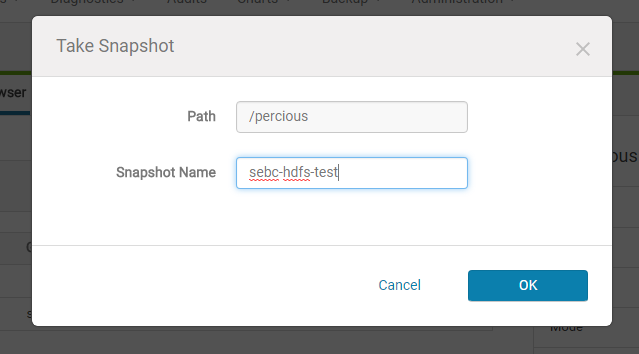 Diagnostics Audits Charts Backup Administration
Take Snapshot
wser
Path /percious
ous
Snapshot Name sebc-hdfs-test
Cancel OK
Mode